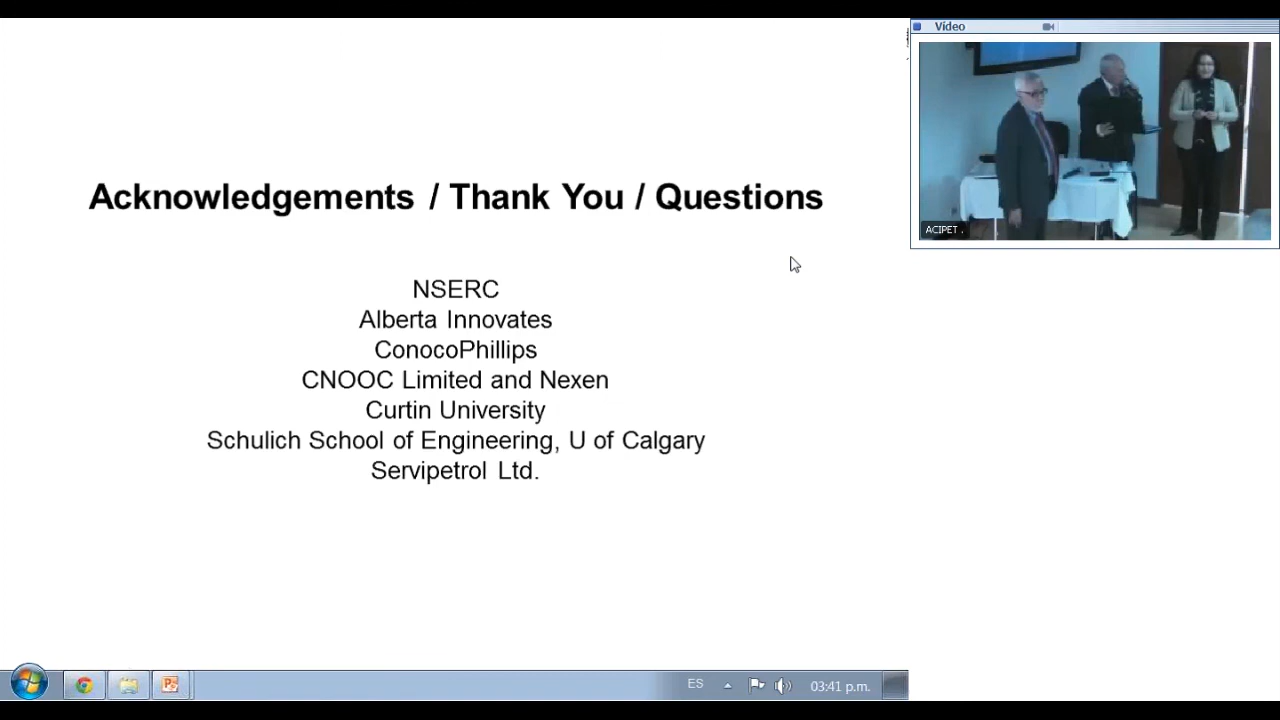 Video
ACIPET .
Acknowledgements / Thank You / Questions
NSERC
Alberta Innovates
ConocoPhillips
CNOOC Limited and Nexen
Curtin University
Schulich School of Engineering, U of Calgary
Servipetrol Ltd.
ES
03:41 p.m.